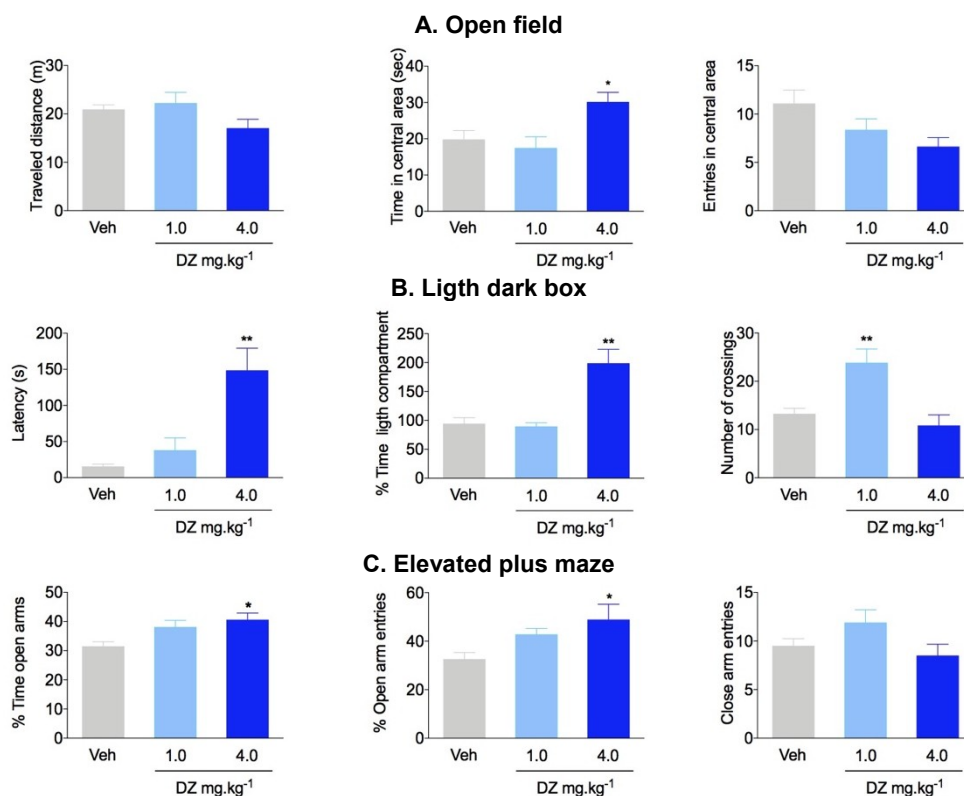 A. Open field
Traveled distance (m)
30
20
10
0
Veh
1.0
4.0
DZ mg.kg-1
Time in central area (sec)
40
30
20
10
0
*
Veh
1.0
4.0
DZ mg.kg-1
Entries in central area
15
10
5
0
Veh
1.0
4.0
DZ mg.kg-1
B. Ligth dark box
Latency (s)
200
150
100
50
0
**
Veh
1.0
4.0
DZ mg.kg-1
% Time ligth compartment
250
200
150
100
50
0
**
Veh
1.0
4.0
DZ mg.kg-1
Number of crossings
30
20
10
0
**
Veh
1.0
4.0
DZ mg.kg-1
C. Elevated plus maze
% Time open arms
50
40
30
20
10
0
*
Veh
1.0
4.0
DZ mg.kg-1
% Open arm entries
60
40
20
0
*
Veh
1.0
4.0
DZ mg.kg-1
Close arm entries
15
10
5
0
Veh
1.0
4.0
DZ mg.kg-1